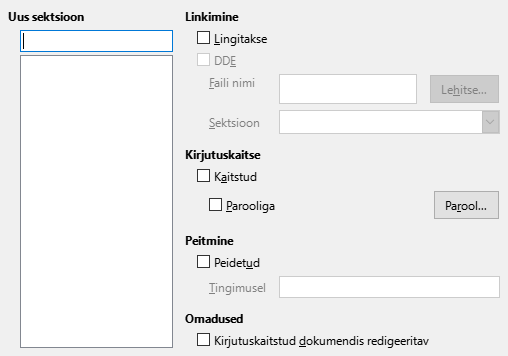 Uus sektsioon
Linkimine
Lingitakse
DDE
Faili nimi
Lehitse...
Sektsioon
Kirjutuskaitse
Kaitstud
Parooliga
Parool...
Peitmine
Peidetud
Tingimusel
Omadused
Kirjutuskaitstud dokumendis redigeeritav